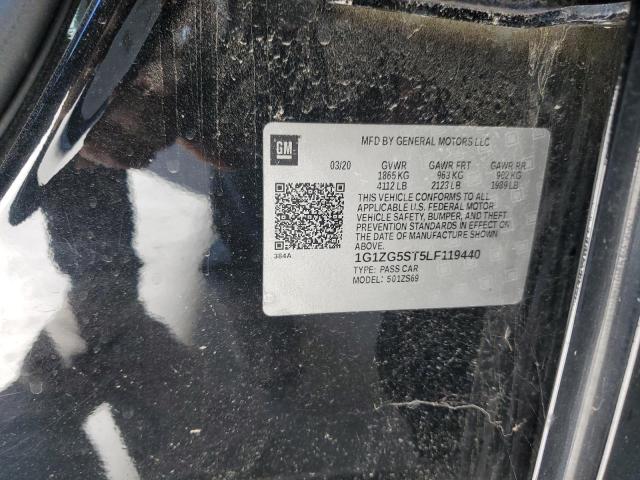 GM
MFD BY GENERAL MOTORS LLC
03/20 GVWR GAWR FRT GAWR RR
1865 KG 963 KG 902 KG
4112 LB 2123 LB 1989 LB
THIS VEHICLE CONFORMS TO ALL
APPLICABLE U.S. FEDERAL MOTOR
VEHICLE SAFETY, BUMPER, AND THEFT
PREVENTION STANDARDS IN EFFECT ON
THE DATE OF MANUFACTURE SHOWN
ABOVE.
384A
1G1ZG5ST5LF119440
TYPE: PASS CAR
MODEL: 501ZS69